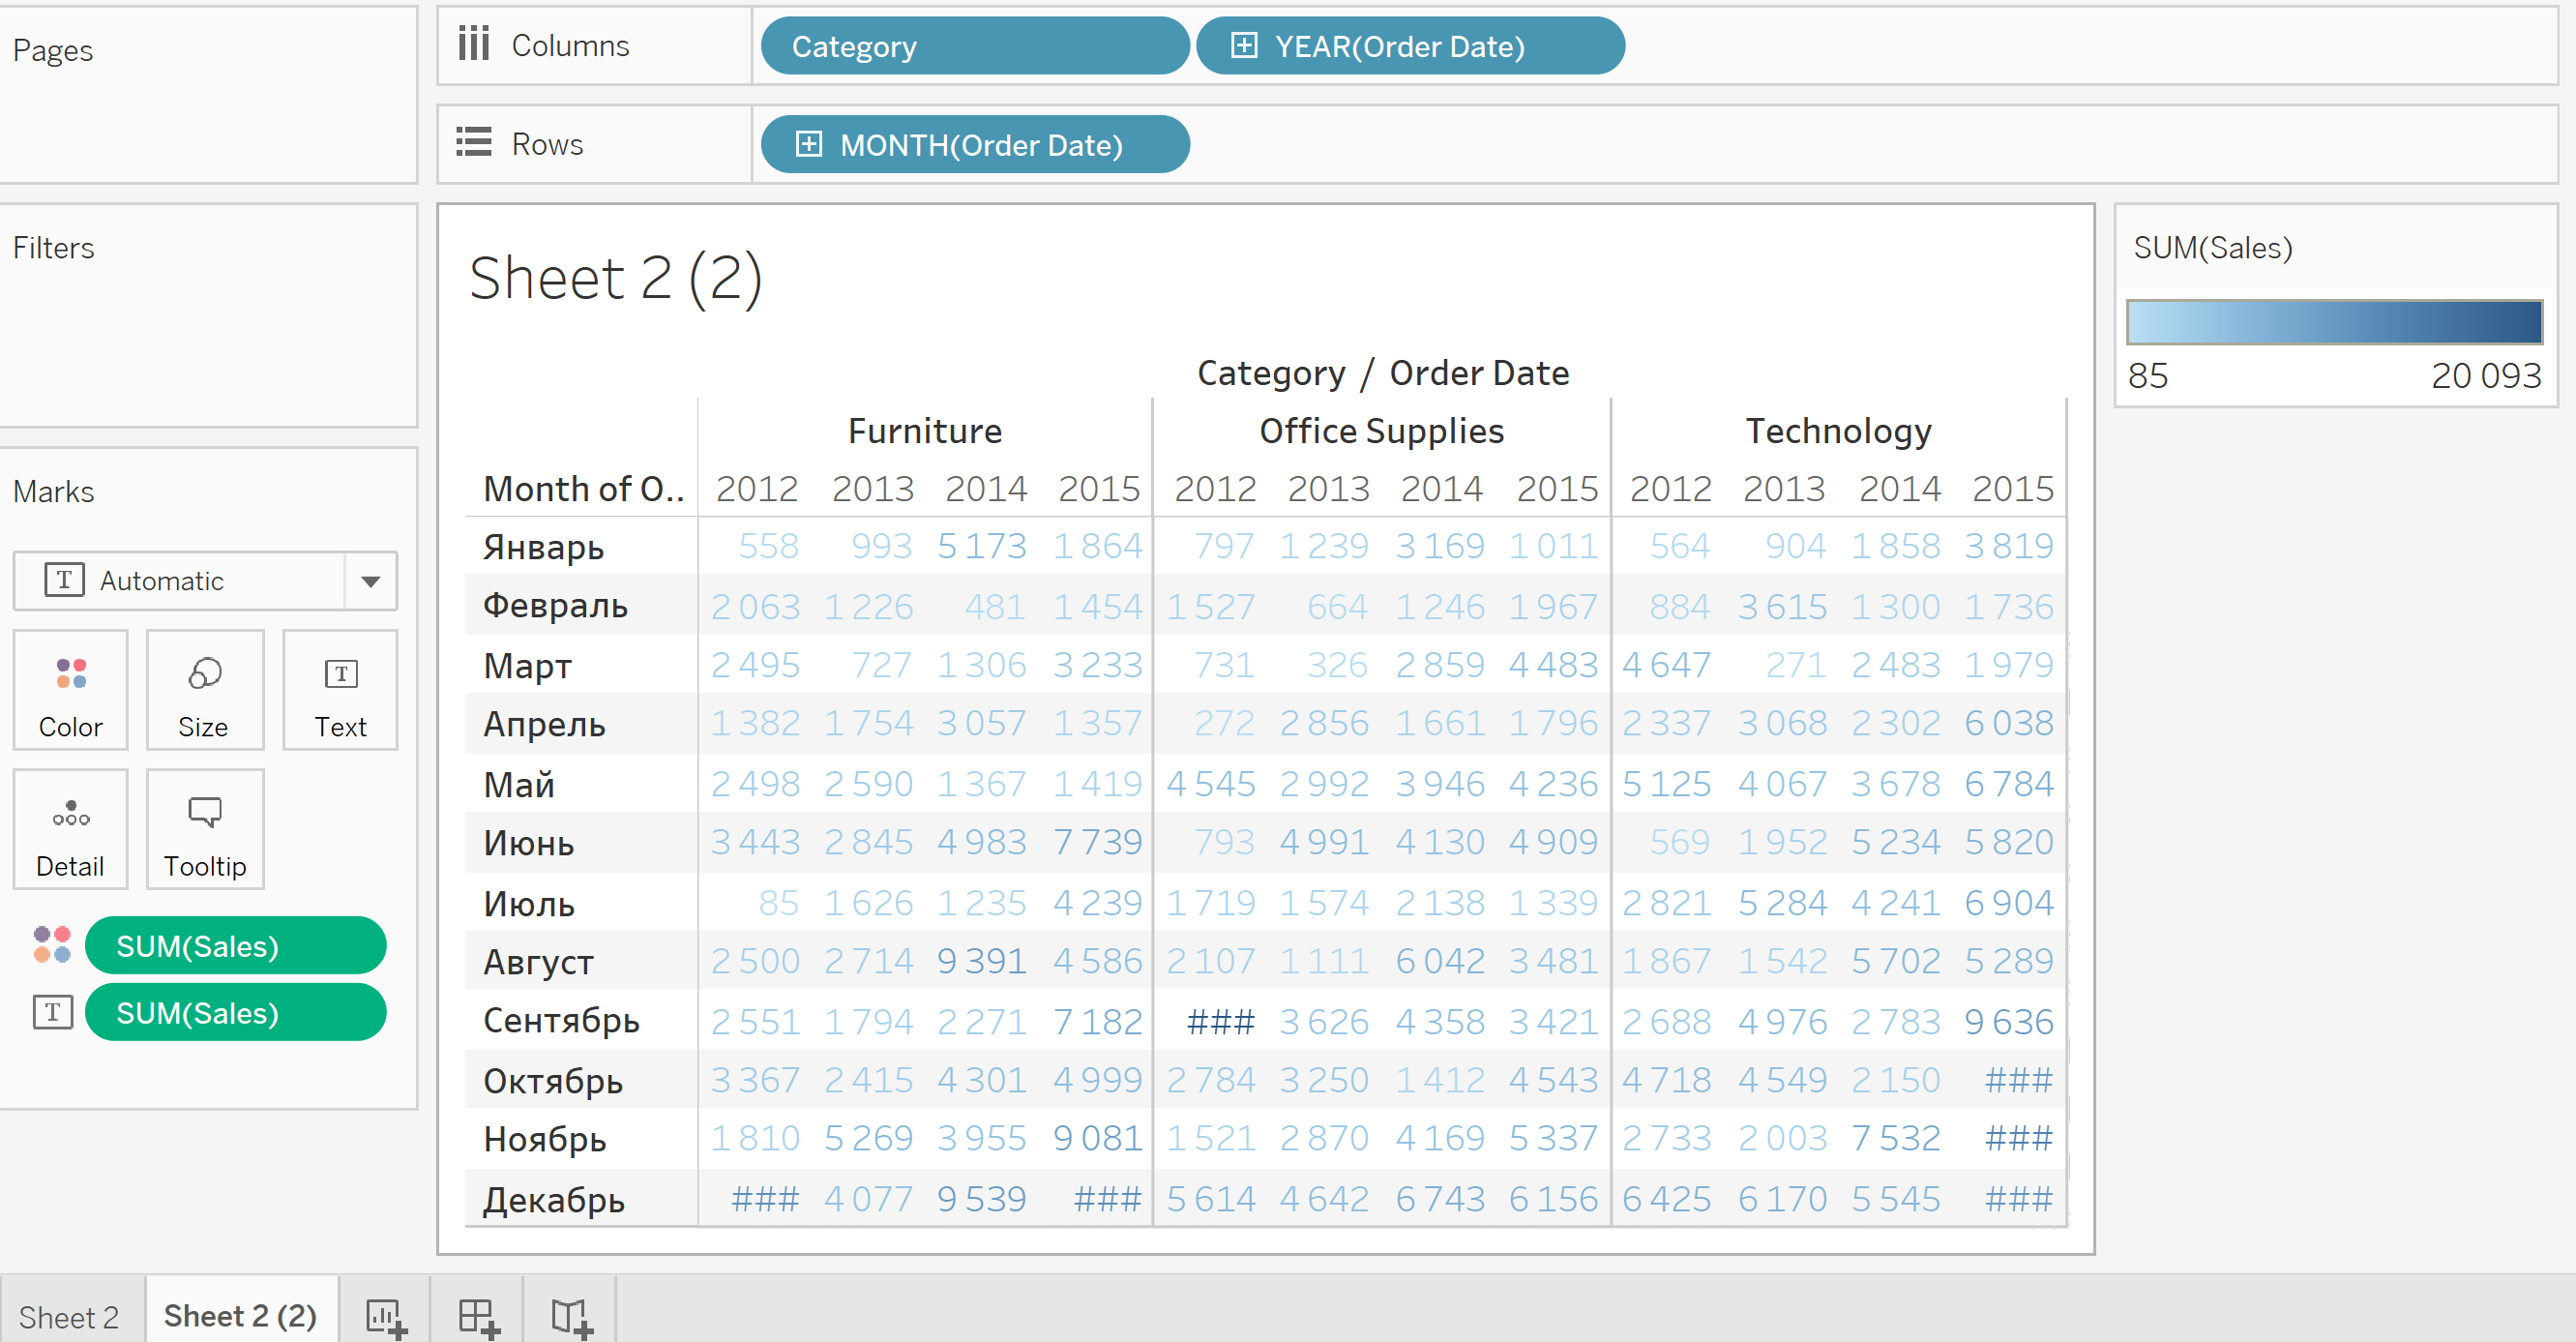 Pages
Columns Category YEAR(Order Date)
Rows MONTH(Order Date)
Filters
Marks
T Automatic
Color Size T Text
Detail Tooltip
SUM(Sales)
T SUM(Sales)
Sheet 2 (2)
Category / Order Date
Furniture Office Supplies Technology
Month of O.. 2012 2013 2014 2015 2012 2013 2014 2015 2012 2013 2014 2015
Январь 558 993 5 173 1 864 797 1 239 3 169 1 011 564 904 1 858 3 819
Февраль 2 063 1 226 481 1 454 1 527 664 1 246 1 967 884 3 615 1 300 1 736
Март 2 495 727 1 306 3 233 731 326 2 859 4 483 4 647 271 2 483 1 979
Апрель 1 382 1 754 3 057 1 357 272 2 856 1 661 1 796 2 337 3 068 2 302 6 038
Май 2 498 2 590 1 367 1 419 4 545 2 992 3 946 4 236 5 125 4 067 3 678 6 784
Июнь 3 443 2 845 4 983 7 739 793 4 991 4 130 4 909 569 1 952 5 234 5 820
Июль 85 1 626 1 235 4 239 1 719 1 574 2 138 1 339 2 821 5 284 4 241 6 904
Август 2 500 2 714 9 391 4 586 2 107 1 111 6 042 3 481 1 867 1 542 5 702 5 289
Сентябрь 2 551 1 794 2 271 7 182 ### 3 626 4 358 3 421 2 688 4 976 2 783 9 636
Октябрь 3 367 2 415 4 301 4 999 2 784 3 250 1 412 4 543 4 718 4 549 2 150 ###
Ноябрь 1 810 5 269 3 955 9 081 1 521 2 870 4 169 5 337 2 733 2 003 7 532 ###
Декабрь ### 4 077 9 539 ### 5 614 4 642 6 743 6 156 6 425 6 170 5 545 ###
SUM(Sales)
85 20 093
Sheet 2 Sheet 2 (2)